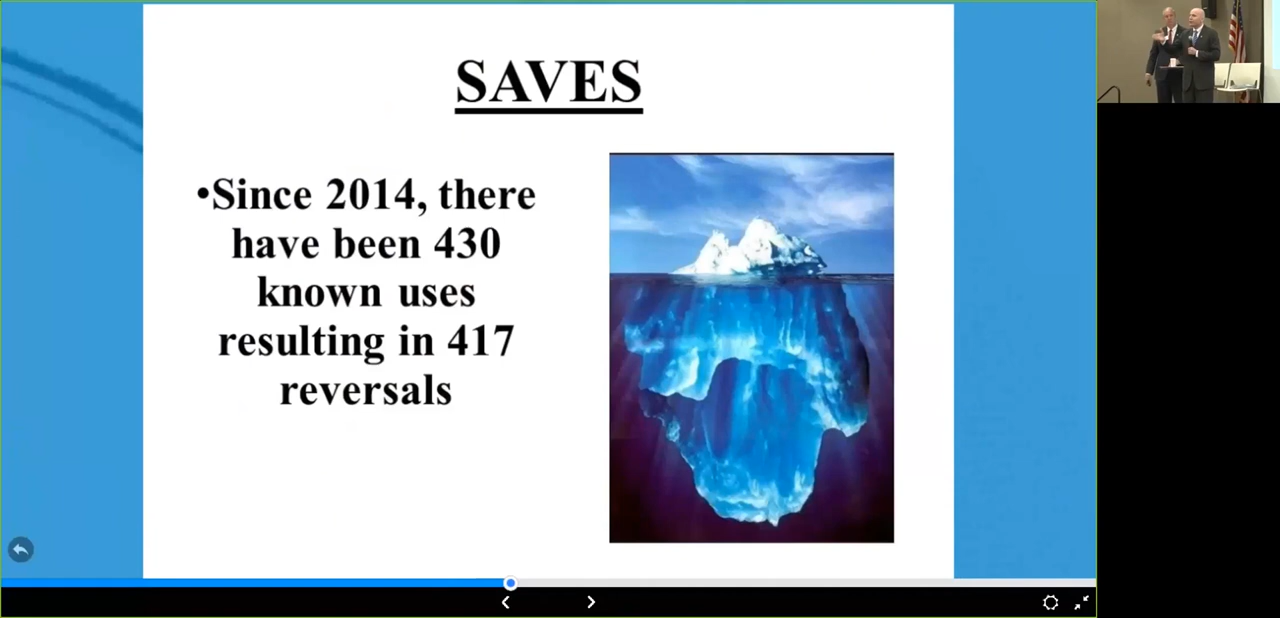 SAVES
•Since 2014, there
have been 430
known uses
resulting in 417
reversals